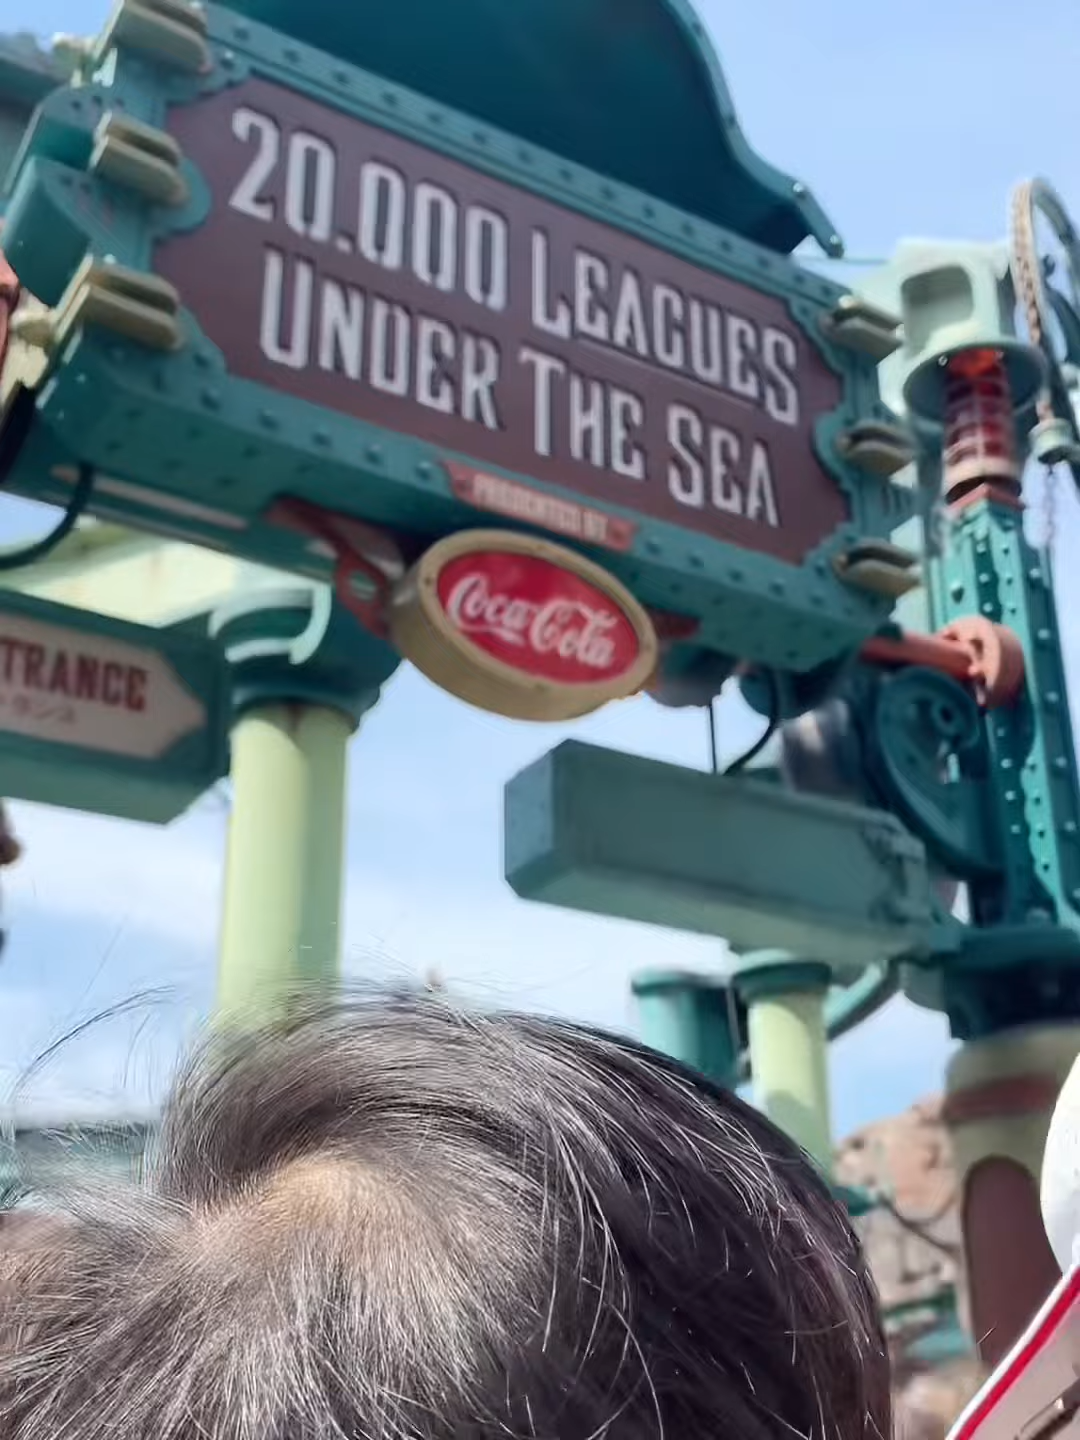 20.000 LEAGUES
UNDER THE SEA
PRESENTED BY
Coca-Cola
TRANCE